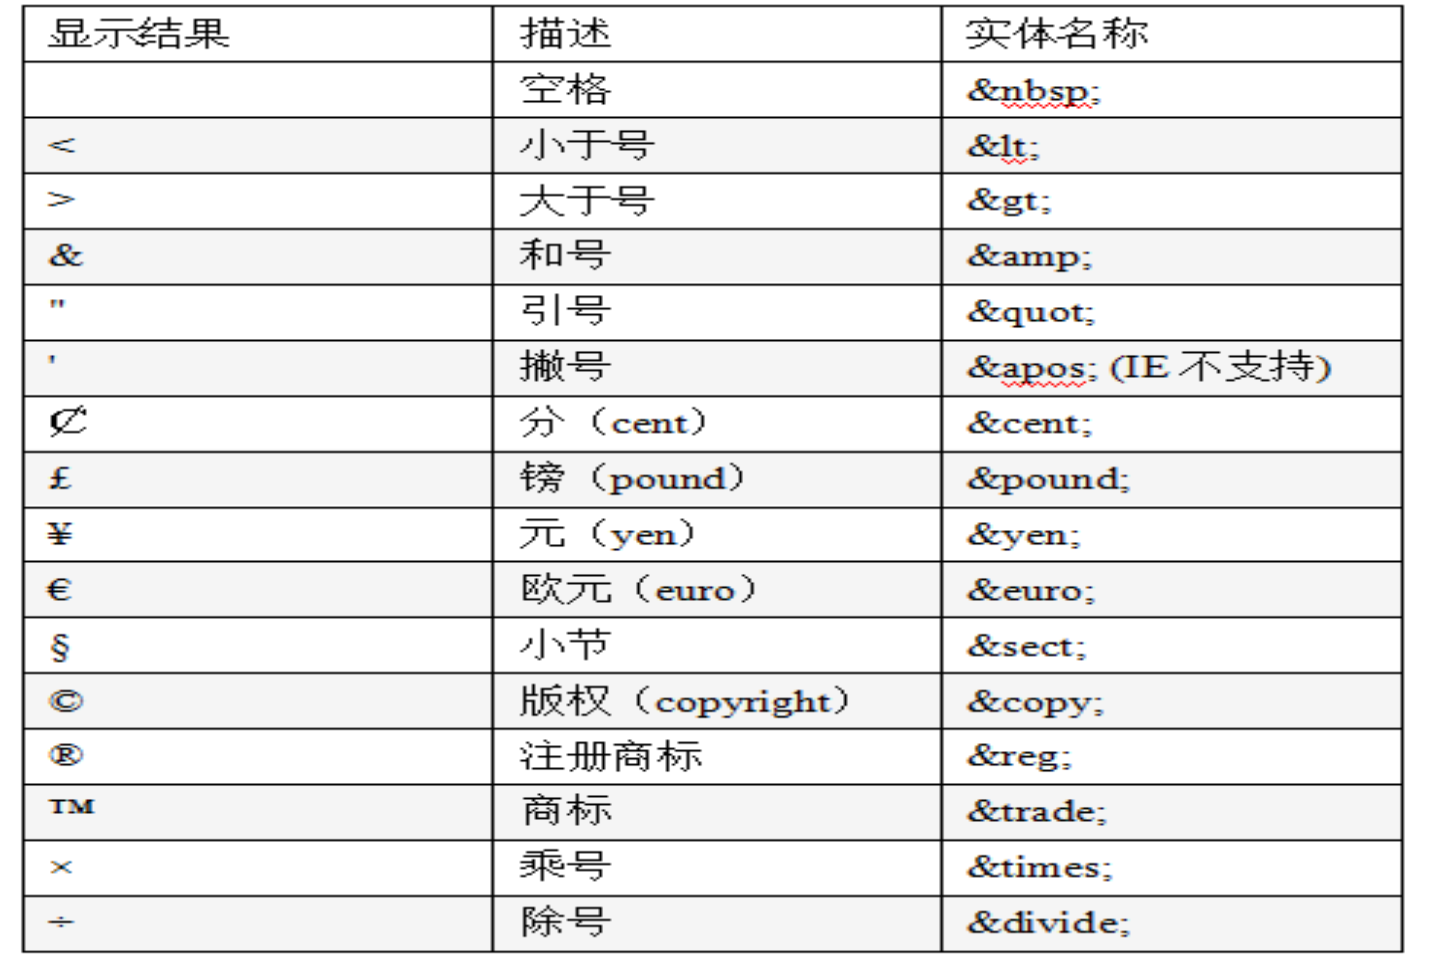 显示结果 描述 实体名称
空格 &nbsp;
< 小于号 &lt;
> 大于号 &gt;
& 和号 &amp;
" 引号 &quot;
' 撇号 &apos; (IE 不支持)
₡ 分（cent） &cent;
£ 镑（pound） &pound;
¥ 元（yen） &yen;
€ 欧元（euro） &euro;
§ 小节 &sect;
© 版权（copyright） &copy;
® 注册商标 &reg;
™ 商标 &trade;
× 乘号 &times;
÷ 除号 &divide;